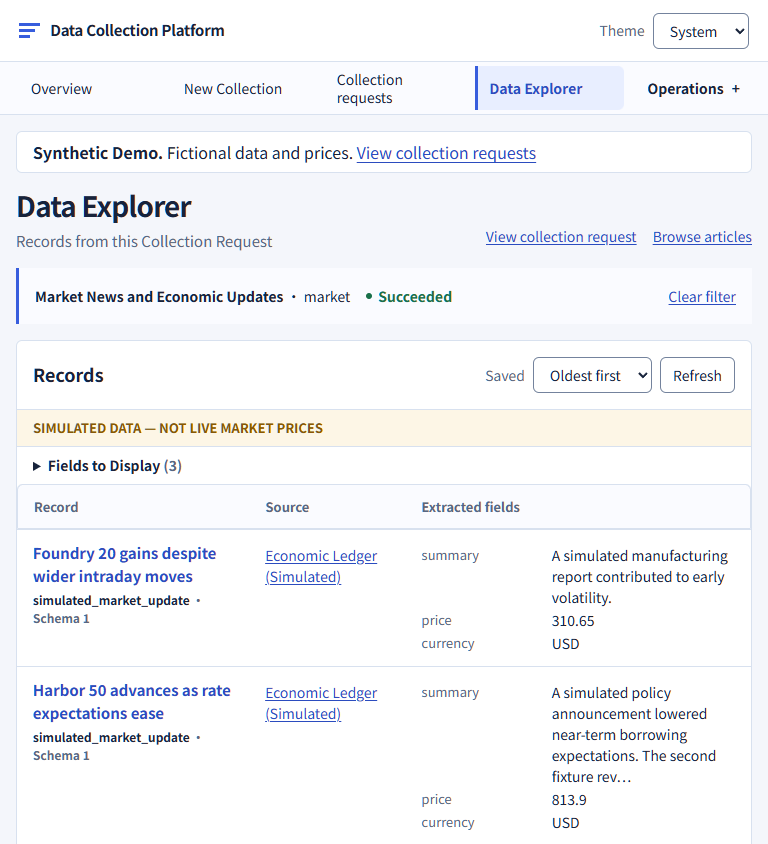 Data Collection Platform
Theme
System
Overview
New Collection
Collection
requests
Data Explorer
Operations +
Synthetic Demo. Fictional data and prices. View collection requests
Data Explorer
Records from this Collection Request
View collection request
Browse articles
Market News and Economic Updates · market
Succeeded
Clear filter
Records
Saved
Oldest first
Refresh
SIMULATED DATA — NOT LIVE MARKET PRICES
Fields to Display (3)
Record
Source
Extracted fields
Foundry 20 gains despite
wider intraday moves
simulated_market_update ·
Schema 1
Economic Ledger
(Simulated)
summary
A simulated manufacturing
report contributed to early
volatility.
price
310.65
currency
USD
Harbor 50 advances as rate
expectations ease
simulated_market_update ·
Schema 1
Economic Ledger
(Simulated)
summary
A simulated policy
announcement lowered
near-term borrowing
expectations. The second
fixture rev…
price
813.9
currency
USD